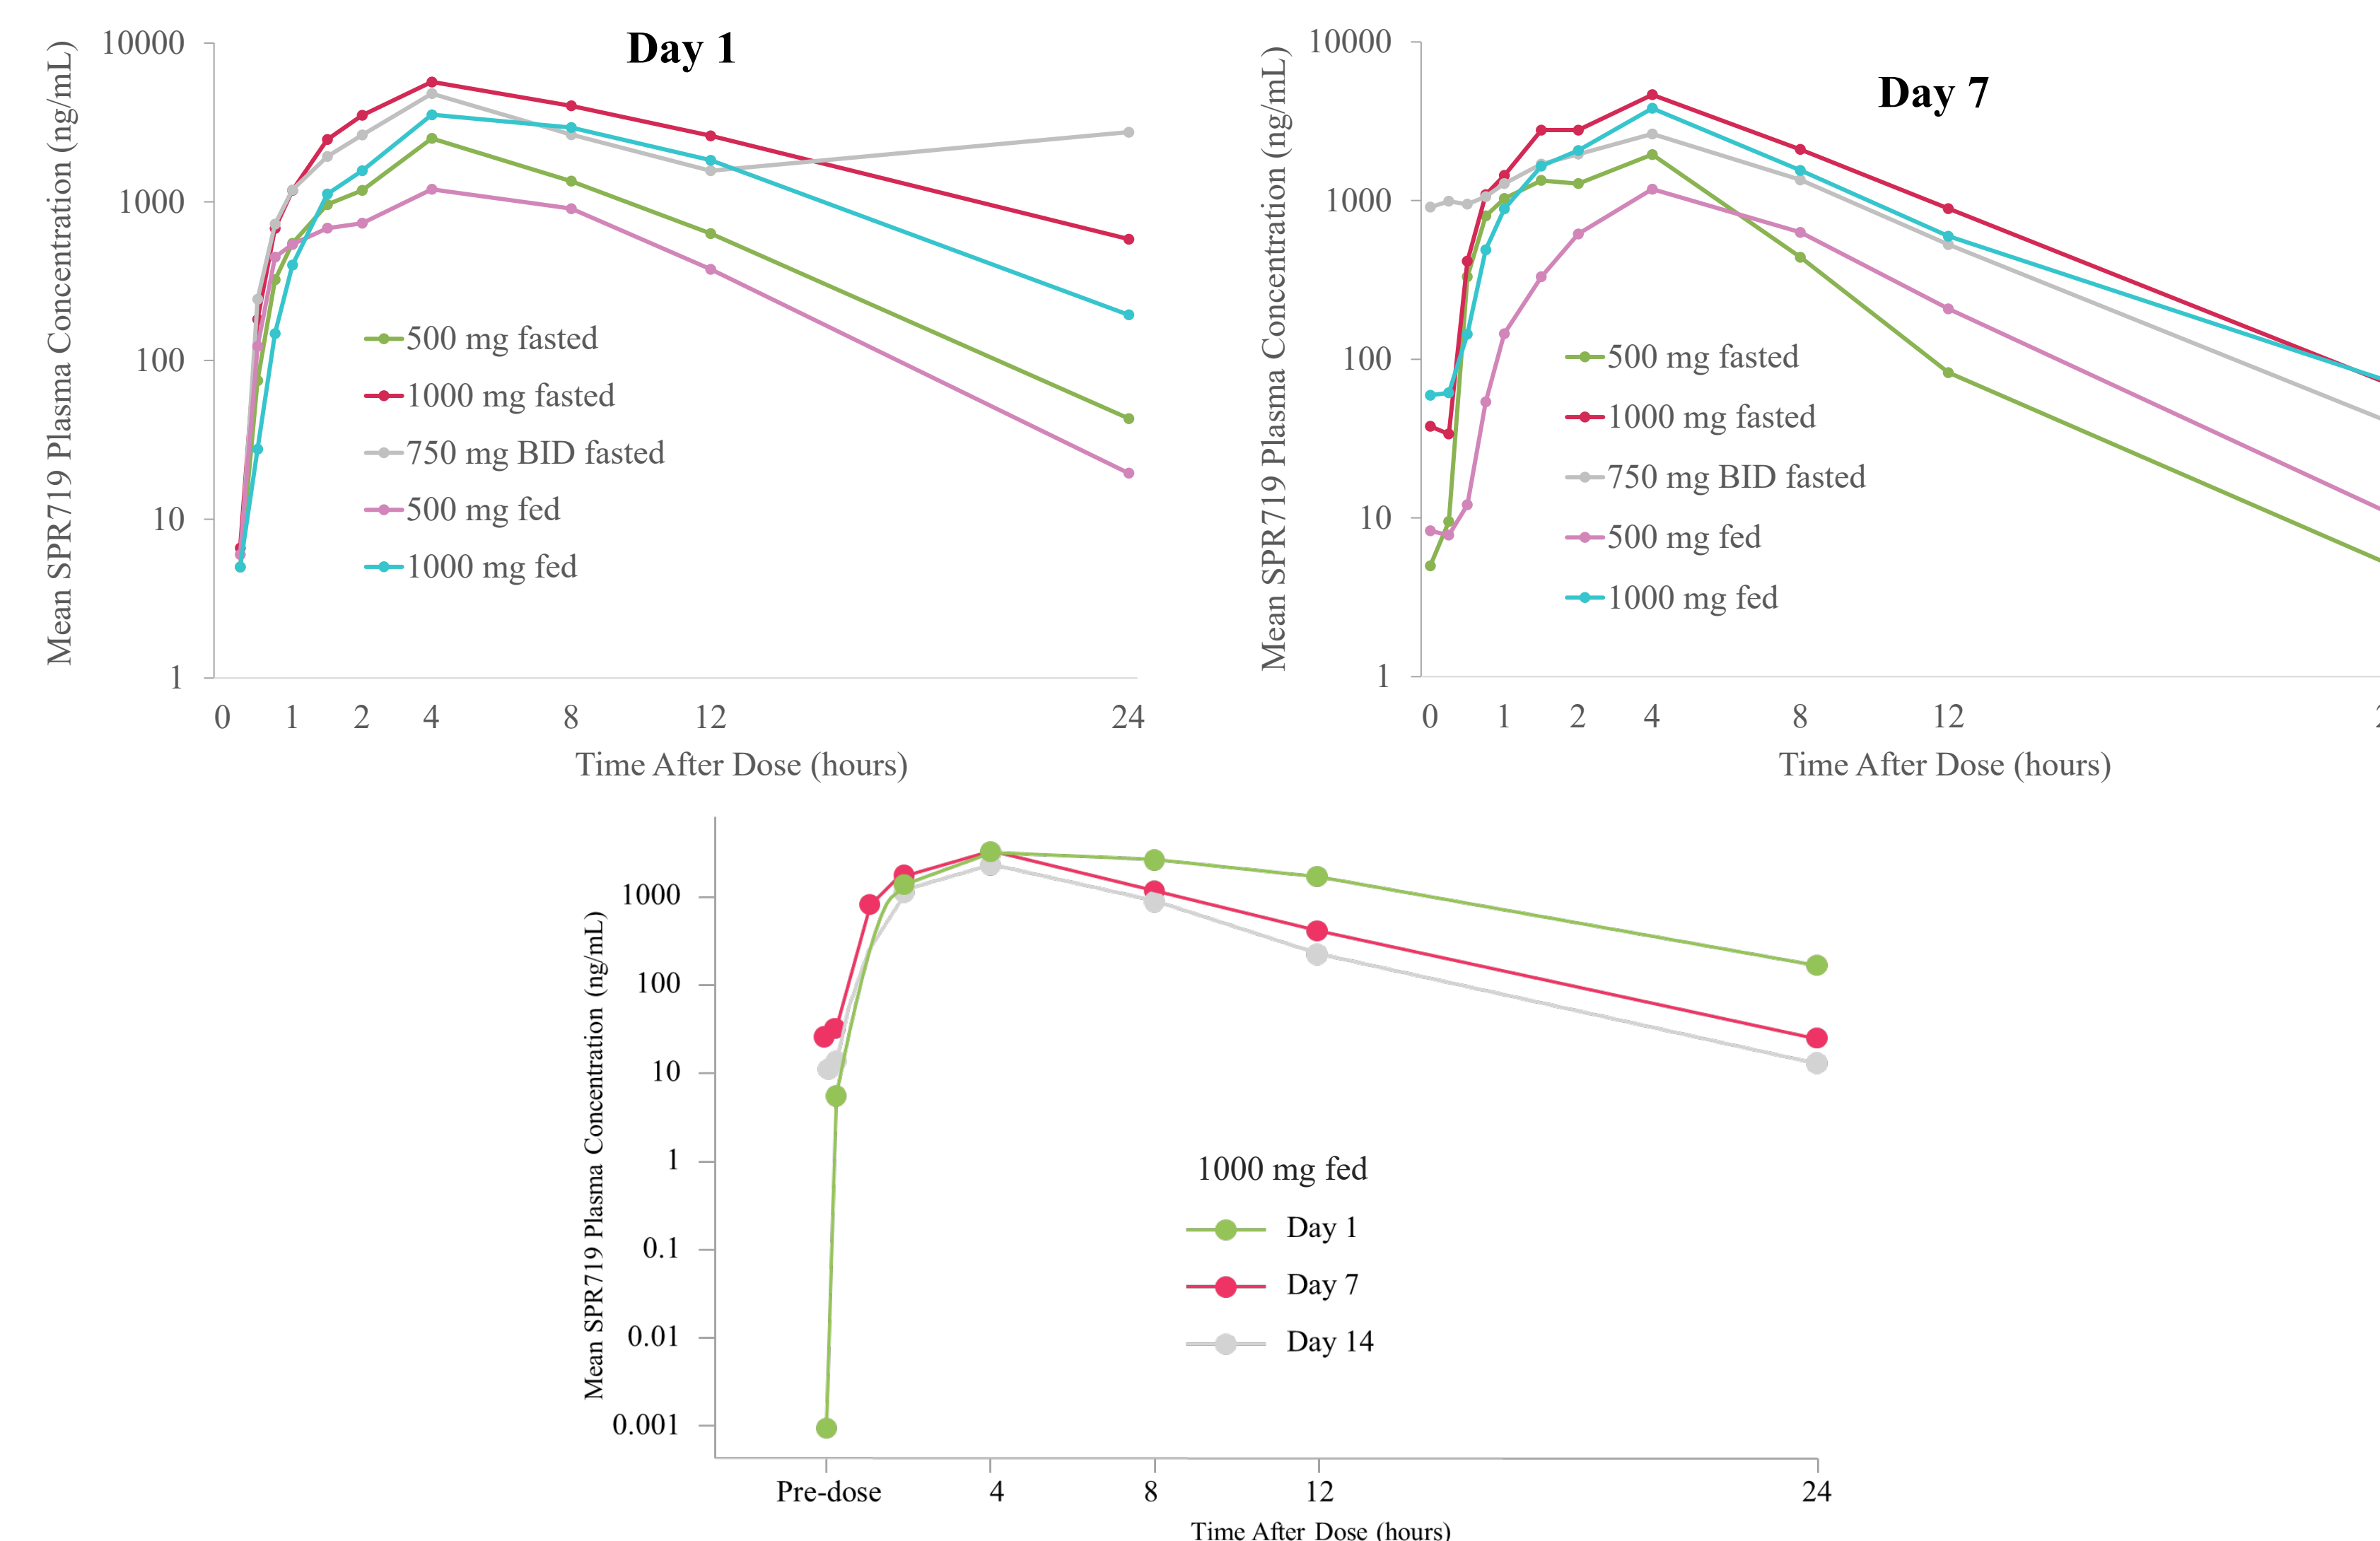 Day 1
Mean SPR719 Plasma Concentration (ng/mL)
10000
1000
100
10
1
500 mg fasted
1000 mg fasted
750 mg BID fasted
500 mg fed
1000 mg fed
0 1 2 4 8 12 24
Time After Dose (hours)
Day 7
Mean SPR719 Plasma Concentration (ng/mL)
10000
1000
100
10
1
500 mg fasted
1000 mg fasted
750 mg BID fasted
500 mg fed
1000 mg fed
0 1 2 4 8 12
Time After Dose (hours)
Mean SPR719 Plasma Concentration (ng/mL)
1000
100
10
1
0.1
0.01
0.001
1000 mg fed
Day 1
Day 7
Day 14
Pre-dose 4 8 12 24
Time After Dose (hours)